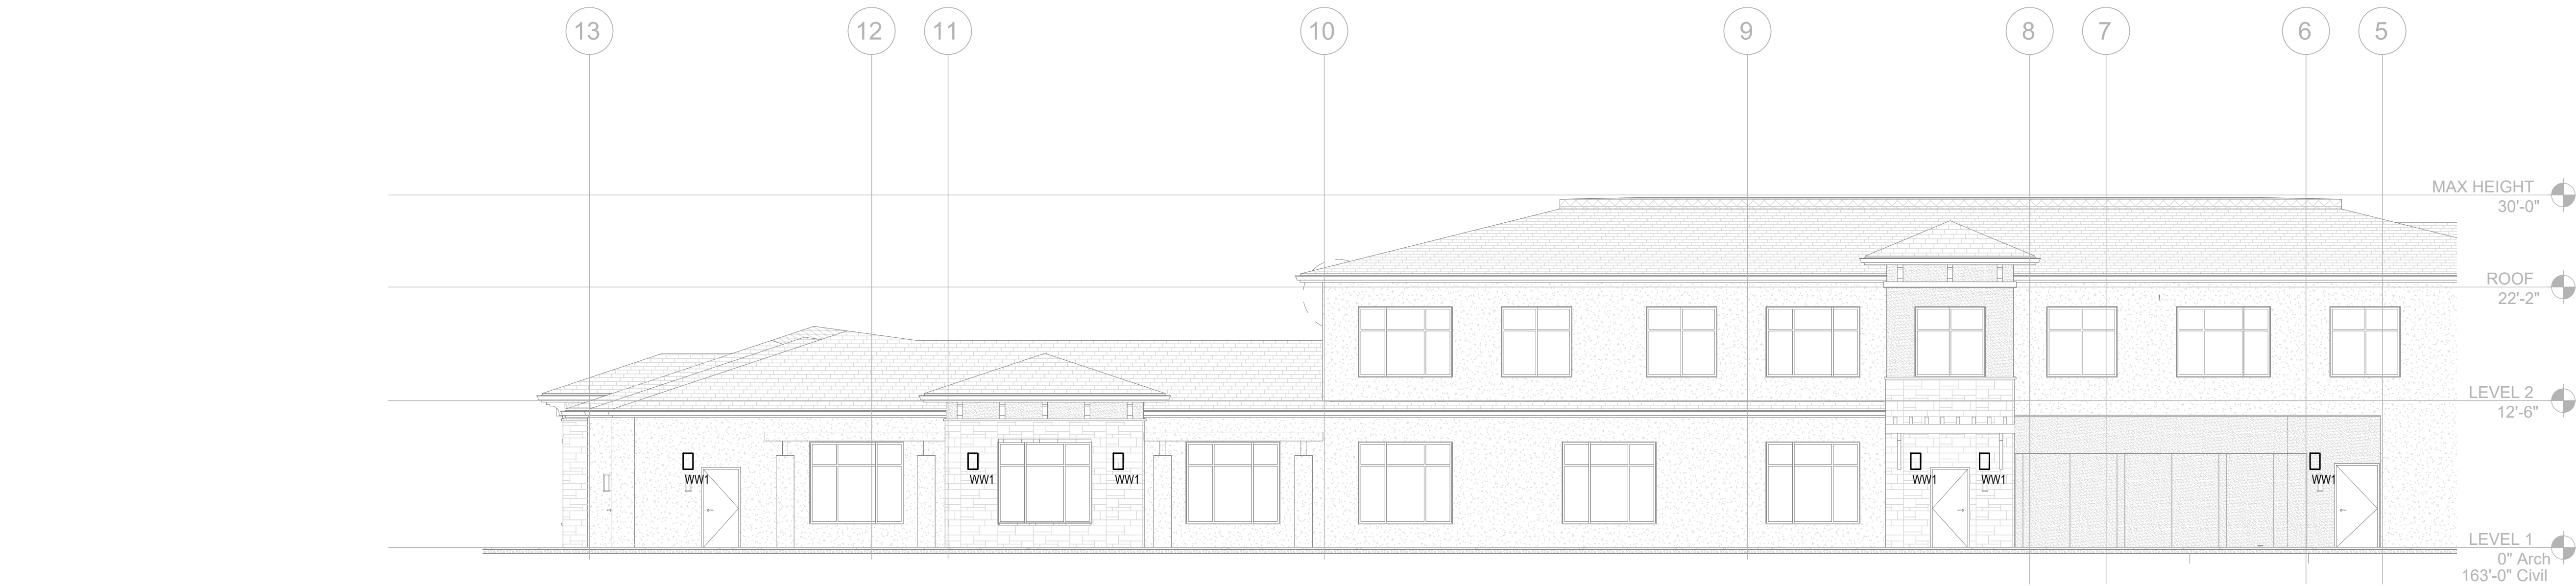 13 12 11 10 9 8 7 6 5
MAX HEIGHT
30'-0"
ROOF
22'-2"
LEVEL 2
12'-6"
WW1 WW1 WW1 WW1 WW1 WW1
LEVEL 1
0" Arch
163'-0" Civil